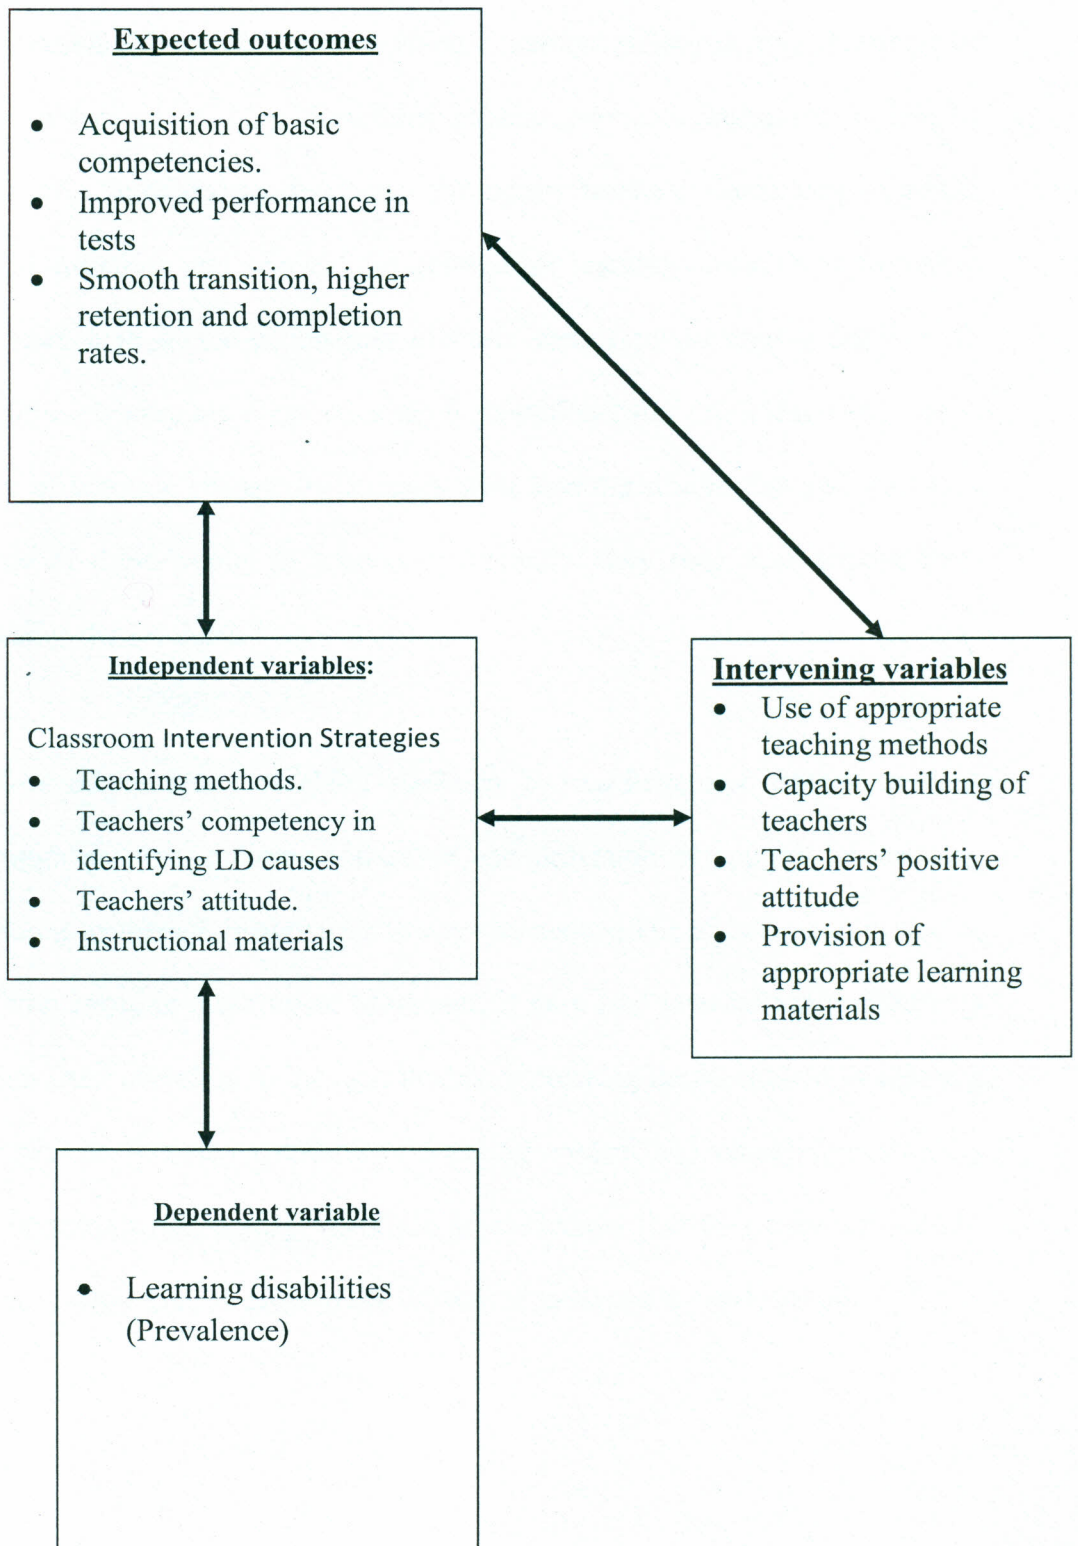 Expected outcomes
• Acquisition of basic
competencies.
• Improved performance in
tests
• Smooth transition, higher
retention and completion
rates.
Independent variables:
Classroom Intervention Strategies
• Teaching methods.
• Teachers’ competency in
identifying LD causes
• Teachers’ attitude.
• Instructional materials
Intervening variables
• Use of appropriate
teaching methods
• Capacity building of
teachers
• Teachers’ positive
attitude
• Provision of
appropriate learning
materials
Dependent variable
• Learning disabilities
(Prevalence)